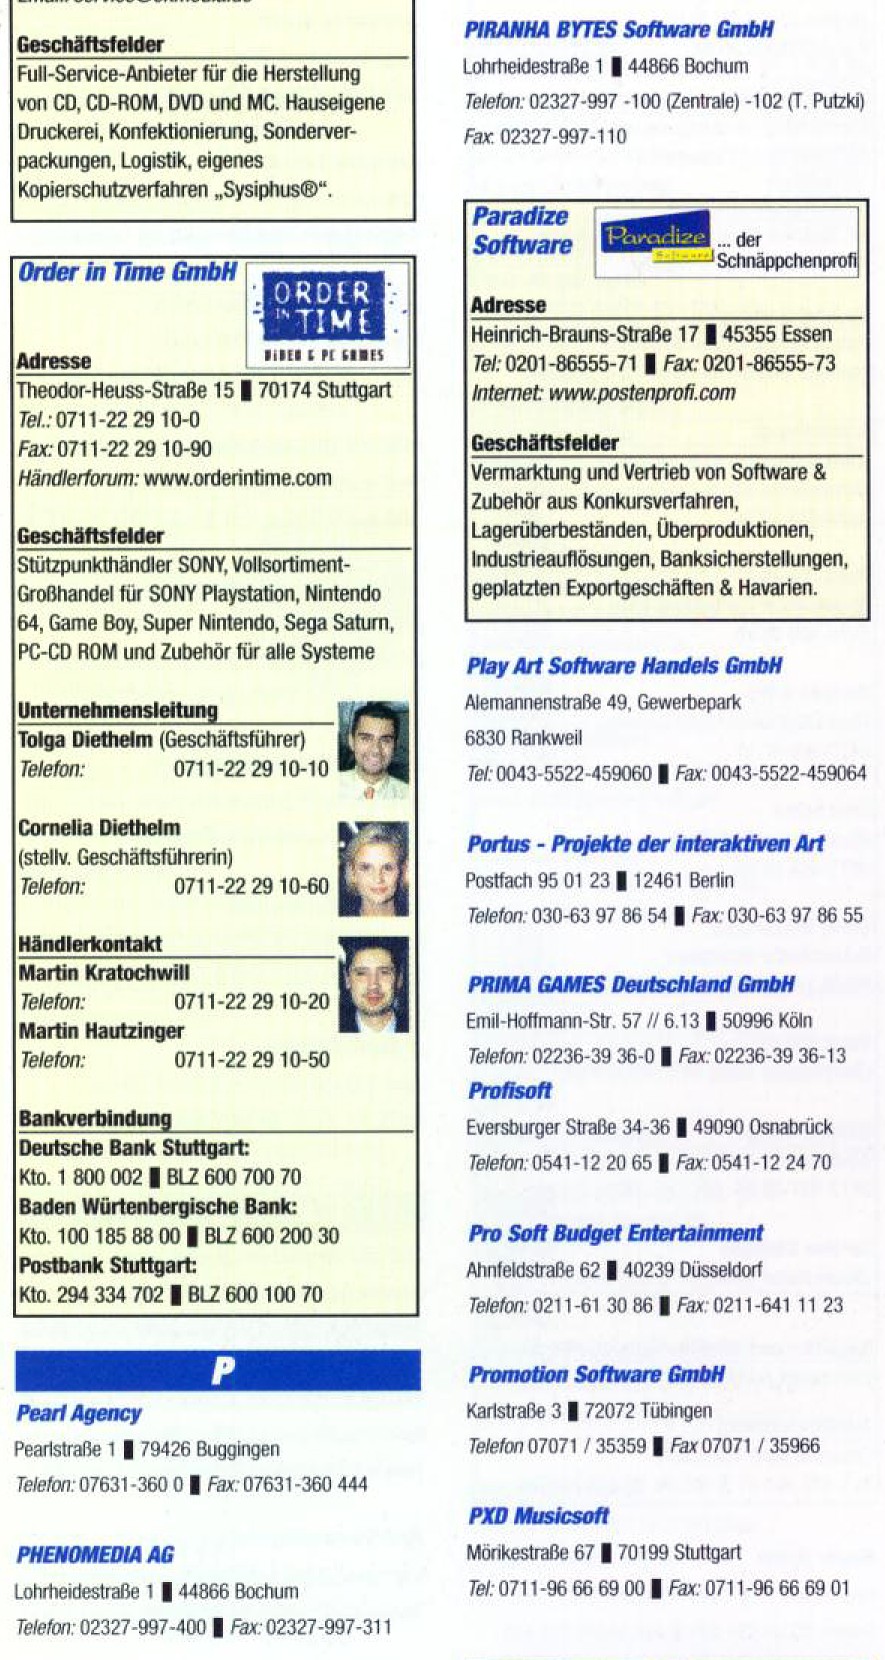 Geschäftsfelder
Full-Service-Anbieter für die Herstellung
von CD, CD-ROM, DVD und MC. Hauseigene
Druckerei, Konfektionierung, Sonderver-
packungen, Logistik, eigenes
Kopierschutzverfahren „Sysiphus®“.
Order in Time GmbH
ORDER
IN TIME
VIDEO & PC GAMES
Adresse
Theodor-Heuss-Straße 15 ▮ 70174 Stuttgart
Tel.: 0711-22 29 10-0
Fax: 0711-22 29 10-90
Händlerforum: www.orderintime.com
Geschäftsfelder
Stützpunkthändler SONY, Vollsortiment-
Großhandel für SONY Playstation, Nintendo
64, Game Boy, Super Nintendo, Sega Saturn,
PC-CD ROM und Zubehör für alle Systeme
Unternehmensleitung
Tolga Diethelm (Geschäftsführer)
Telefon: 0711-22 29 10-10
Cornelia Diethelm
(stellv. Geschäftsführerin)
Telefon: 0711-22 29 10-60
Händlerkontakt
Martin Kratochwill
Telefon: 0711-22 29 10-20
Martin Hautzinger
Telefon: 0711-22 29 10-50
Bankverbindung
Deutsche Bank Stuttgart:
Kto. 1 800 002 ▮ BLZ 600 700 70
Baden Würtenbergische Bank:
Kto. 100 185 88 00 ▮ BLZ 600 200 30
Postbank Stuttgart:
Kto. 294 334 702 ▮ BLZ 600 100 70
P
Pearl Agency
Pearlstraße 1 ▮ 79426 Buggingen
Telefon: 07631-360 0 ▮ Fax: 07631-360 444
PHENOMEDIA AG
Lohrheidestraße 1 ▮ 44866 Bochum
Telefon: 02327-997-400 ▮ Fax: 02327-997-311
PIRANHA BYTES Software GmbH
Lohrheidestraße 1 ▮ 44866 Bochum
Telefon: 02327-997 -100 (Zentrale) -102 (T. Putzki)
Fax: 02327-997-110
Paradize
Software
Paradize
Software
... der
Schnäppchenprofi
Adresse
Heinrich-Brauns-Straße 17 ▮ 45355 Essen
Tel: 0201-86555-71 ▮ Fax: 0201-86555-73
Internet: www.postenprofi.com
Geschäftsfelder
Vermarktung und Vertrieb von Software &
Zubehör aus Konkursverfahren,
Lagerüberbeständen, Überproduktionen,
Industrieauflösungen, Banksicherstellungen,
geplatzten Exportgeschäften & Havarien.
Play Art Software Handels GmbH
Alemannenstraße 49, Gewerbepark
6830 Rankweil
Tel: 0043-5522-459060 ▮ Fax: 0043-5522-459064
Portus - Projekte der interaktiven Art
Postfach 95 01 23 ▮ 12461 Berlin
Telefon: 030-63 97 86 54 ▮ Fax: 030-63 97 86 55
PRIMA GAMES Deutschland GmbH
Emil-Hoffmann-Str. 57 // 6.13 ▮ 50996 Köln
Telefon: 02236-39 36-0 ▮ Fax: 02236-39 36-13
Profisoft
Eversburger Straße 34-36 ▮ 49090 Osnabrück
Telefon: 0541-12 20 65 ▮ Fax: 0541-12 24 70
Pro Soft Budget Entertainment
Ahnfeldstraße 62 ▮ 40239 Düsseldorf
Telefon: 0211-61 30 86 ▮ Fax: 0211-641 11 23
Promotion Software GmbH
Karlstraße 3 ▮ 72072 Tübingen
Telefon 07071 / 35359 ▮ Fax 07071 / 35966
PXD Musicsoft
Mörikestraße 67 ▮ 70199 Stuttgart
Tel: 0711-96 66 69 00 ▮ Fax: 0711-96 66 69 01